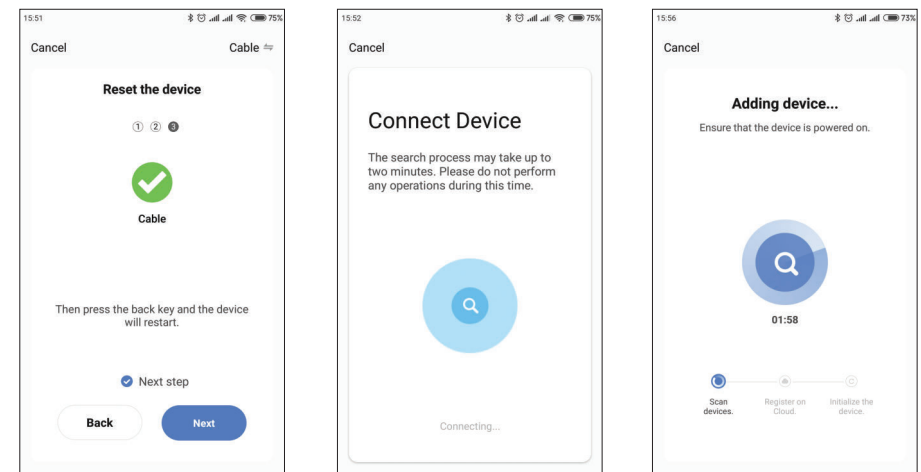 15:51
75%
Cancel
Cable
Reset the device
1 2 3
Cable
Then press the back key and the device
will restart.
Next step
Back
Next
15:52
75%
Cancel
Connect Device
The search process may take up to
two minutes. Please do not perform
any operations during this time.
Connecting...
15:56
73%
Cancel
Adding device...
Ensure that the device is powered on.
01:58
Scan
devices.
Register on
Cloud.
Initialize the
device.